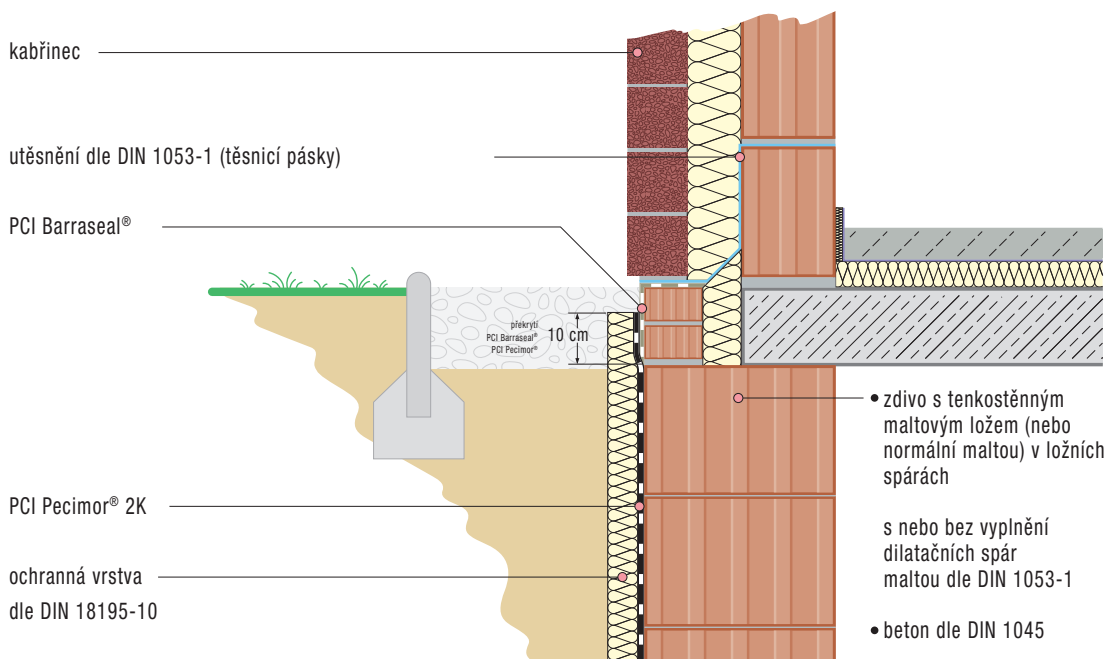 kabřinec
utěsnění dle DIN 1053-1 (těsnicí pásky)
PCI Barraseal®
překrytí
PCI Barraseal®
PCI Pecimor®
10 cm
PCI Pecimor® 2K
ochranná vrstva
dle DIN 18195-10
• zdivo s tenkostěnným
maltovým ložem (nebo
normální maltou) v ložních
spárách
s nebo bez vyplnění
dilatačních spár
maltou dle DIN 1053-1
• beton dle DIN 1045